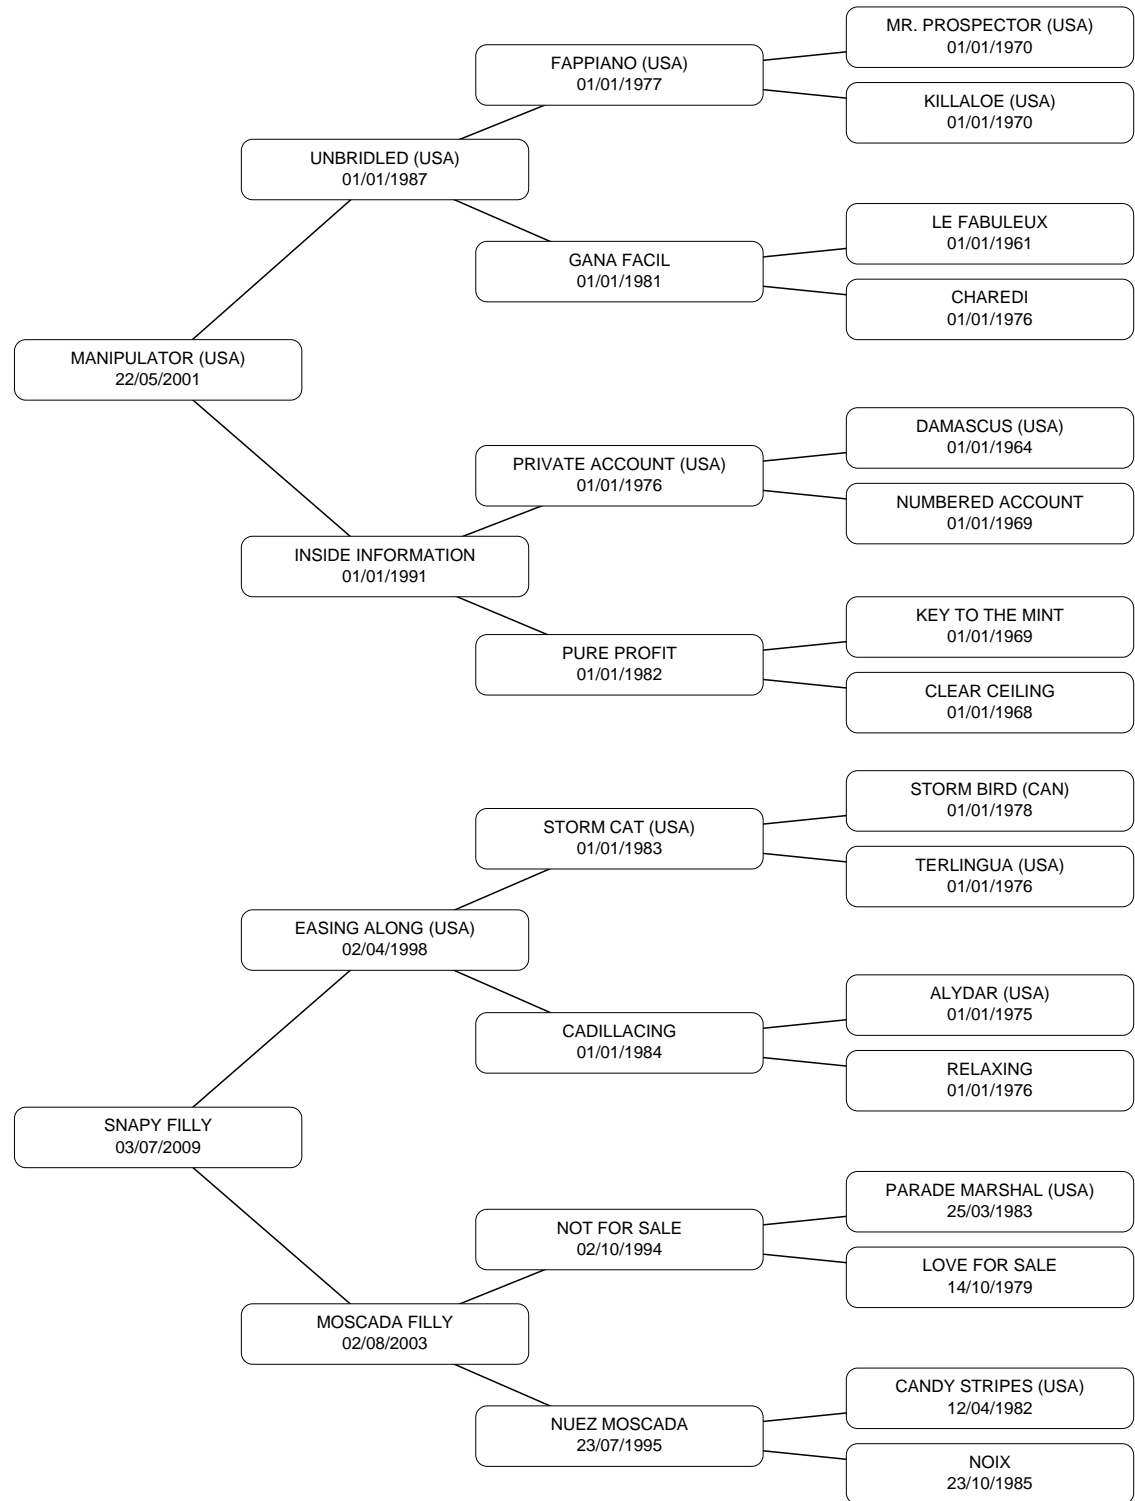 MR. PROSPECTOR (USA)
01/01/1970
FAPPIANO (USA)
01/01/1977
KILLALOE (USA)
01/01/1970
UNBRIDLED (USA)
01/01/1987
LE FABULEUX
01/01/1961
GANA FACIL
01/01/1981
CHAREDI
01/01/1976
MANIPULATOR (USA)
22/05/2001
DAMASCUS (USA)
01/01/1964
PRIVATE ACCOUNT (USA)
01/01/1976
NUMBERED ACCOUNT
01/01/1969
INSIDE INFORMATION
01/01/1991
KEY TO THE MINT
01/01/1969
PURE PROFIT
01/01/1982
CLEAR CEILING
01/01/1968
STORM BIRD (CAN)
01/01/1978
STORM CAT (USA)
01/01/1983
TERLINGUA (USA)
01/01/1976
EASING ALONG (USA)
02/04/1998
ALYDAR (USA)
01/01/1975
CADILLACING
01/01/1984
RELAXING
01/01/1976
SNAPY FILLY
03/07/2009
PARADE MARSHAL (USA)
25/03/1983
NOT FOR SALE
02/10/1994
LOVE FOR SALE
14/10/1979
MOSCADA FILLY
02/08/2003
CANDY STRIPES (USA)
12/04/1982
NUEZ MOSCADA
23/07/1995
NOIX
23/10/1985